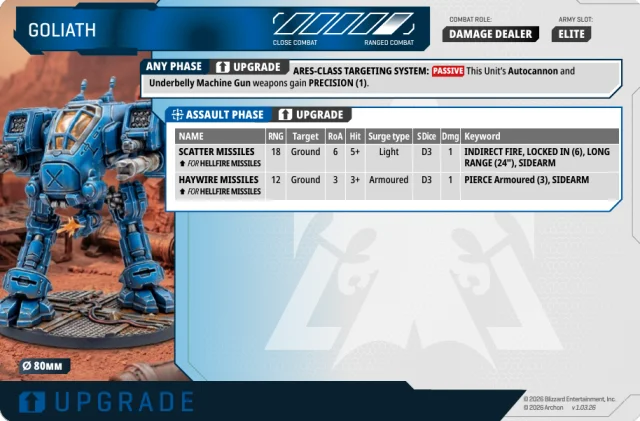 GOLIATH
CLOSE COMBAT
RANGED COMBAT
COMBAT ROLE:
DAMAGE DEALER
ARMY SLOT:
ELITE
ANY PHASE UPGRADE ARES-CLASS TARGETING SYSTEM: PASSIVE This Unit's Autocannon and
Underbelly Machine Gun weapons gain PRECISION (1).
ASSAULT PHASE UPGRADE
NAME RNG Target RoA Hit Surge type SDice Dmg Keyword
SCATTER MISSILES 18 Ground 6 5+ Light D3 1 INDIRECT FIRE, LOCKED IN (6), LONG
FOR HELLFIRE MISSILES RANGE (24"), SIDEARM
HAYWIRE MISSILES 12 Ground 3 3+ Armoured D3 1 PIERCE Armoured (3), SIDEARM
FOR HELLFIRE MISSILES
Ø 80MM
UPGRADE
© 2026 Blizzard Entertainment, Inc.
© 2026 Archon v1.03.26